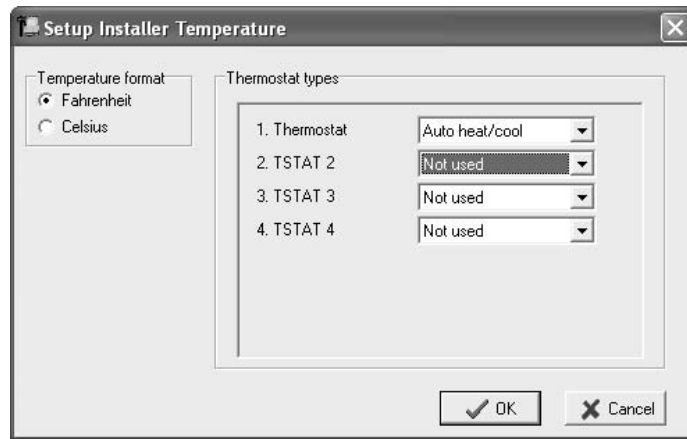 Setup Installer Temperature
Temperature format
Fahrenheit
Celsius
Thermostat types
1. Thermostat Auto heat/cool
2. TSTAT 2 Not used
3. TSTAT 3 Not used
4. TSTAT 4 Not used
OK Cancel